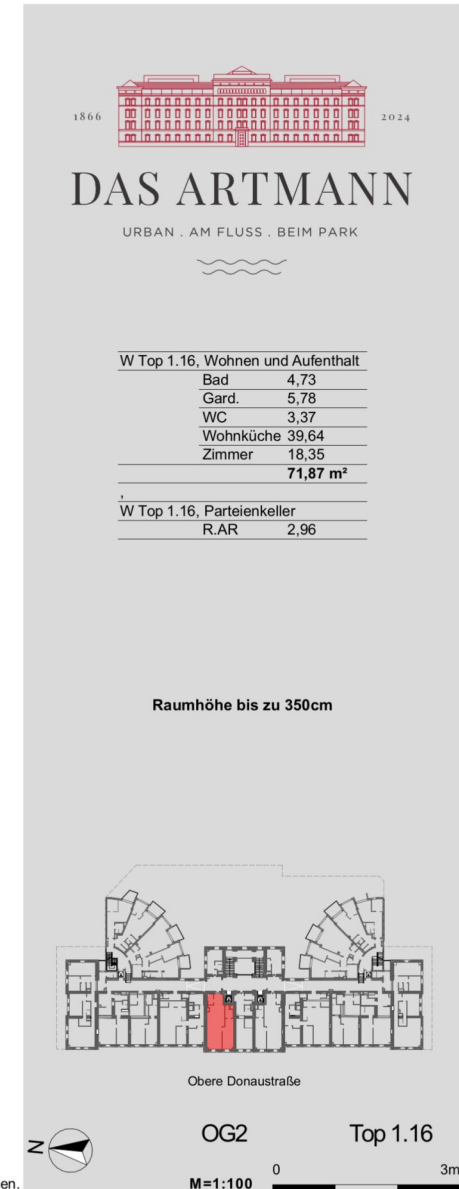 1866 2024
DAS ARTMANN
URBAN . AM FLUSS . BEIM PARK
W Top 1.16, Wohnen und Aufenthalt
Bad 4,73
Gard. 5,78
WC 3,37
Wohnküche 39,64
Zimmer 18,35
71,87 m²
,
W Top 1.16, Parteienkeller
R.AR 2,96
Raumhöhe bis zu 350cm
Obere Donaustraße
N OG2 Top 1.16
en. M=1:100 0 3m